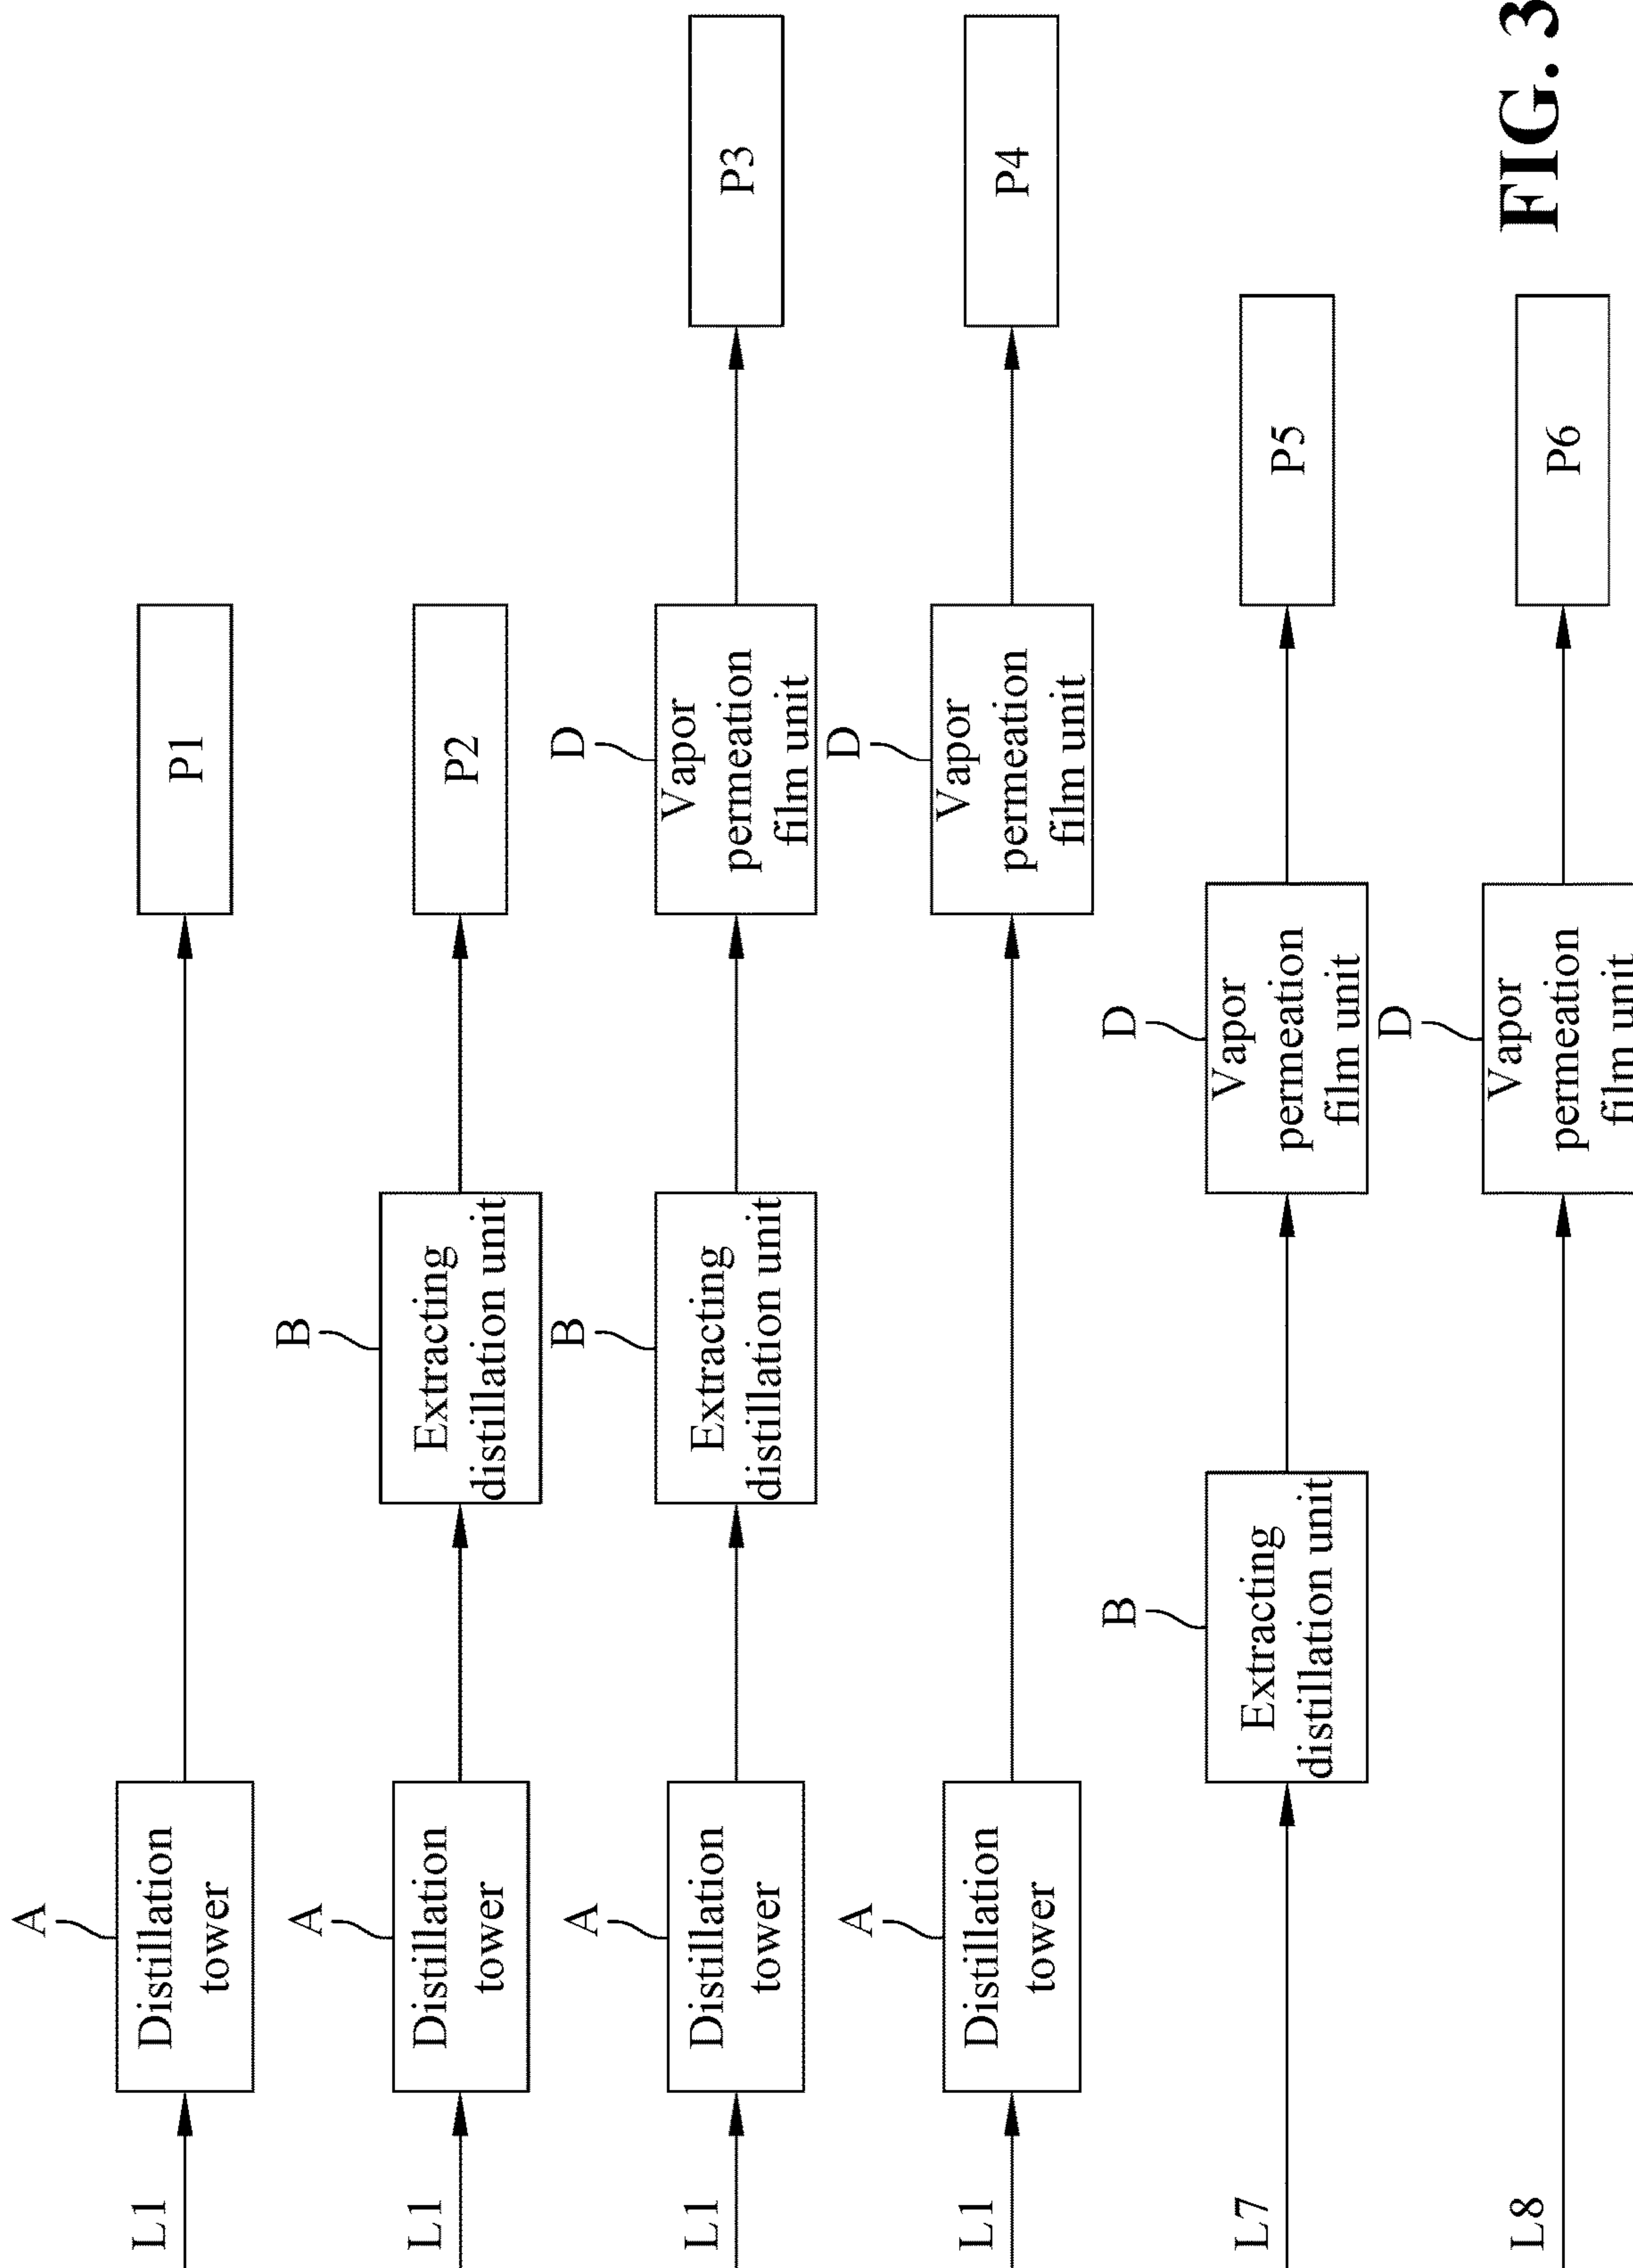 A
L1
Distillation
tower
P1
A
B
L1
Distillation
tower
Extracting
distillation unit
P2
A
B
D
L1
Distillation
tower
Extracting
distillation unit
Vapor
permeation
film unit
P3
A
D
L1
Distillation
tower
Vapor
permeation
film unit
P4
B
D
L7
Extracting
distillation unit
Vapor
permeation
film unit
P5
D
L8
Vapor
permeation
film unit
P6
FIG. 3